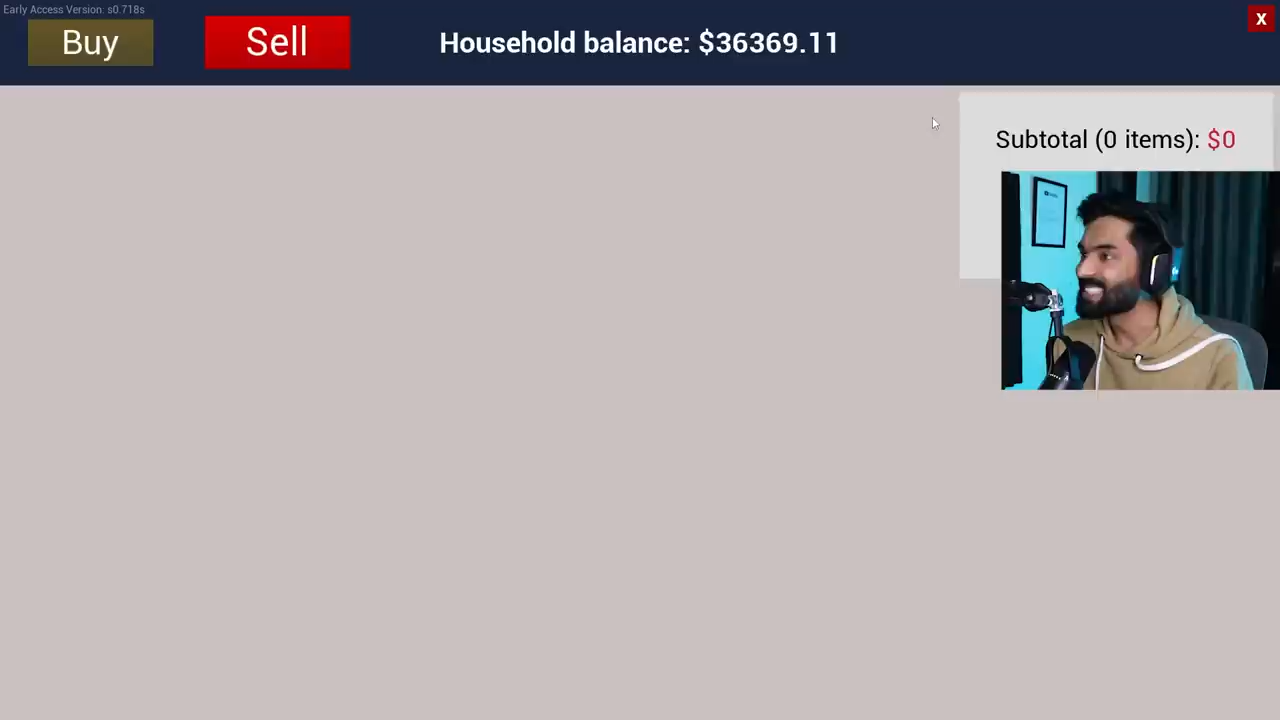 Early Access Version: s0.718s
Buy
Sell
Household balance: $36369.11
X
Subtotal (0 items): $0